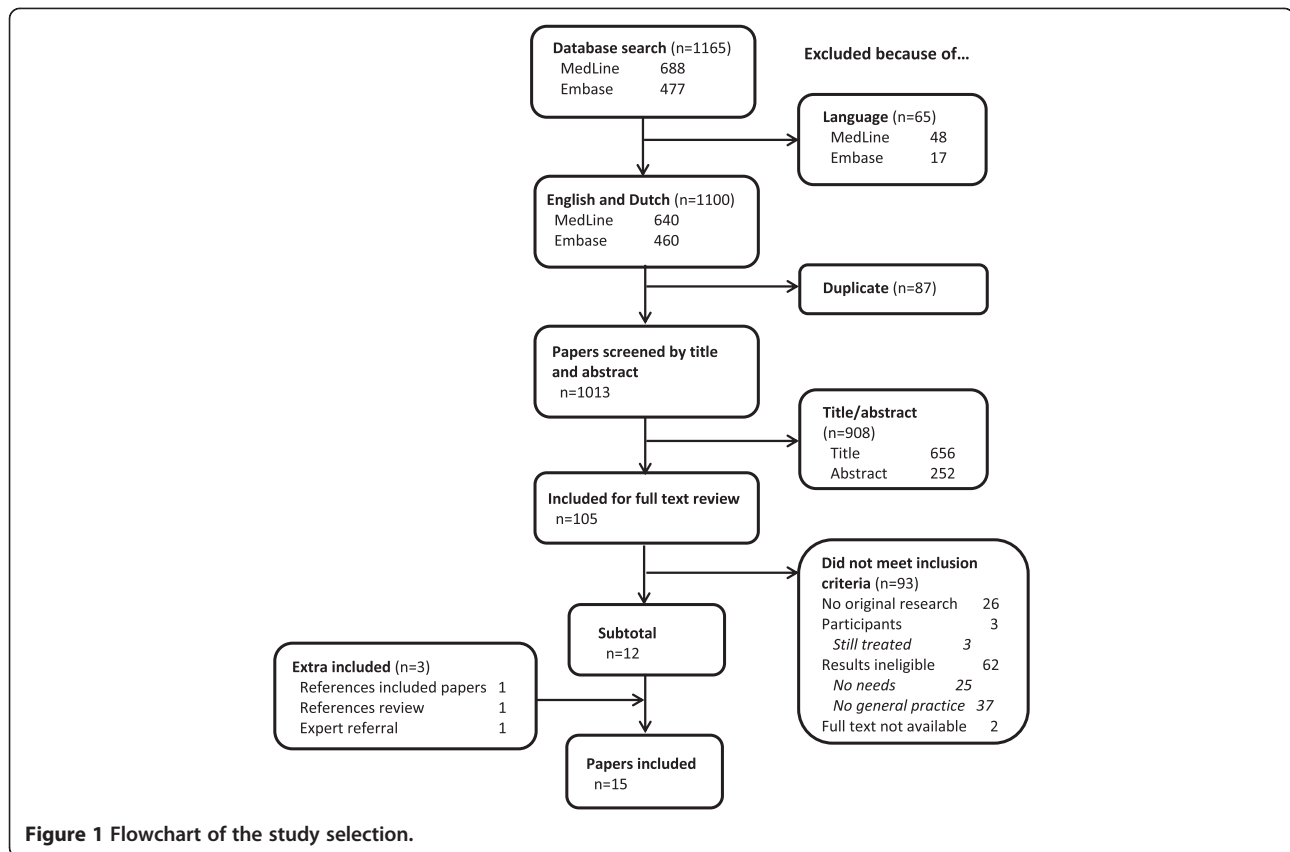 Database search (n=1165)
MedLine 688
Embase 477
Excluded because of...
Language (n=65)
MedLine 48
Embase 17
English and Dutch (n=1100)
MedLine 640
Embase 460
Duplicate (n=87)
Papers screened by title
and abstract
n=1013
Title/abstract
(n=908)
Title 656
Abstract 252
Included for full text review
n=105
Did not meet inclusion
criteria (n=93)
No original research 26
Participants 3
Still treated 3
Results ineligible 62
No needs 25
No general practice 37
Full text not available 2
Subtotal
n=12
Extra included (n=3)
References included papers 1
References review 1
Expert referral 1
Papers included
n=15
Figure 1 Flowchart of the study selection.